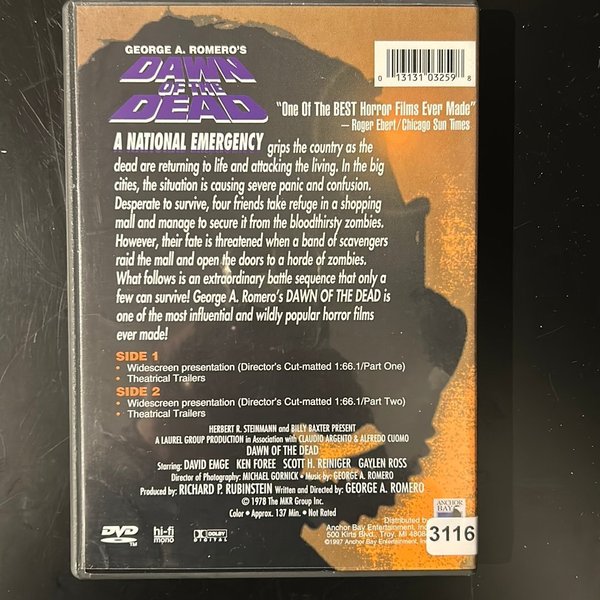 GEORGE A. ROMERO'S
DAWN
OF THE
DEAD
0 13131 03259 8
"One Of The BEST Horror Films Ever Made"
— Roger Ebert/Chicago Sun Times
A NATIONAL EMERGENCY grips the country as the
dead are returning to life and attacking the living. In the big
cities, the situation is causing severe panic and confusion.
Desperate to survive, four friends take refuge in a shopping
mall and manage to secure it from the bloodthirsty zombies.
However, their fate is threatened when a band of scavengers
raid the mall and open the doors to a horde of zombies.
What follows is an extraordinary battle sequence that only a
few can survive! George A. Romero's DAWN OF THE DEAD is
one of the most influential and wildly popular horror films
ever made!
SIDE 1
• Widescreen presentation (Director's Cut-matted 1:66.1/Part One)
• Theatrical Trailers
SIDE 2
• Widescreen presentation (Director's Cut-matted 1:66.1/Part Two)
• Theatrical Trailers
HERBERT R. STEINMANN and BILLY BAXTER PRESENT
A LAUREL GROUP PRODUCTION in Association with CLAUDIO ARGENTO & ALFREDO CUOMO
DAWN OF THE DEAD
Starring: DAVID EMGE KEN FOREE SCOTT H. REINIGER GAYLEN ROSS
Director of Photography: MICHAEL GORNICK • Music by: GEORGE A. ROMERO
Produced by: RICHARD P. RUBINSTEIN Written and Directed by: GEORGE A. ROMERO
© 1978 The MKR Group Inc.
Color • Approx. 137 Min. • Not Rated
DVD TM
hi-fi
mono
DOLBY
DIGITAL
Distributed by
Anchor Bay Entertainment, Inc.
500 Kirts Blvd., Troy, MI 4808
©1997 Anchor Bay Entertainment, Inc.
ANCHOR
BAY
3116